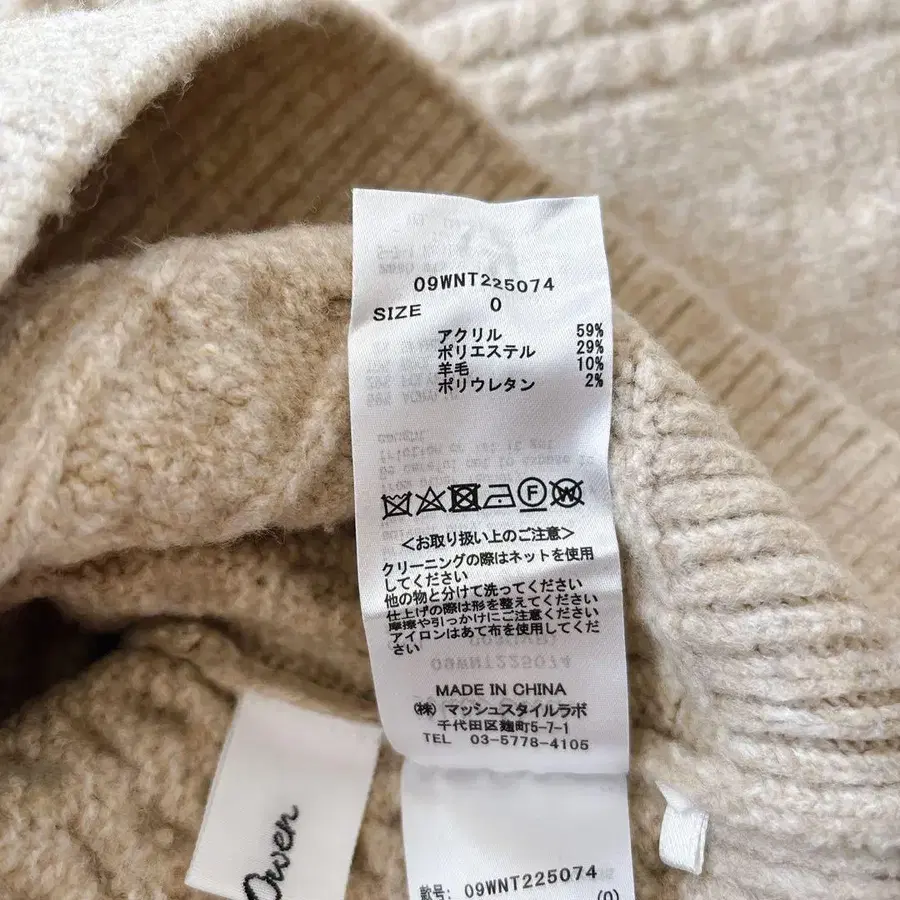 09WNT225074
SIZE 0
アクリル 59%
ポリエステル 29%
羊毛 10%
ポリウレタン 2%
F W
<お取り扱い上のご注意>
クリーニングの際はネットを使用
してください
他の物と分けて洗ってください
仕上げの際は形を整えてください
摩擦や引っかけにご注意ください
アイロンはあて布を使用してくだ
さい
MADE IN CHINA
㈱ マッシュスタイルラボ
千代田区麹町5-7-1
TEL 03-5778-4105
款号: 09WNT225074
(0)
Owen